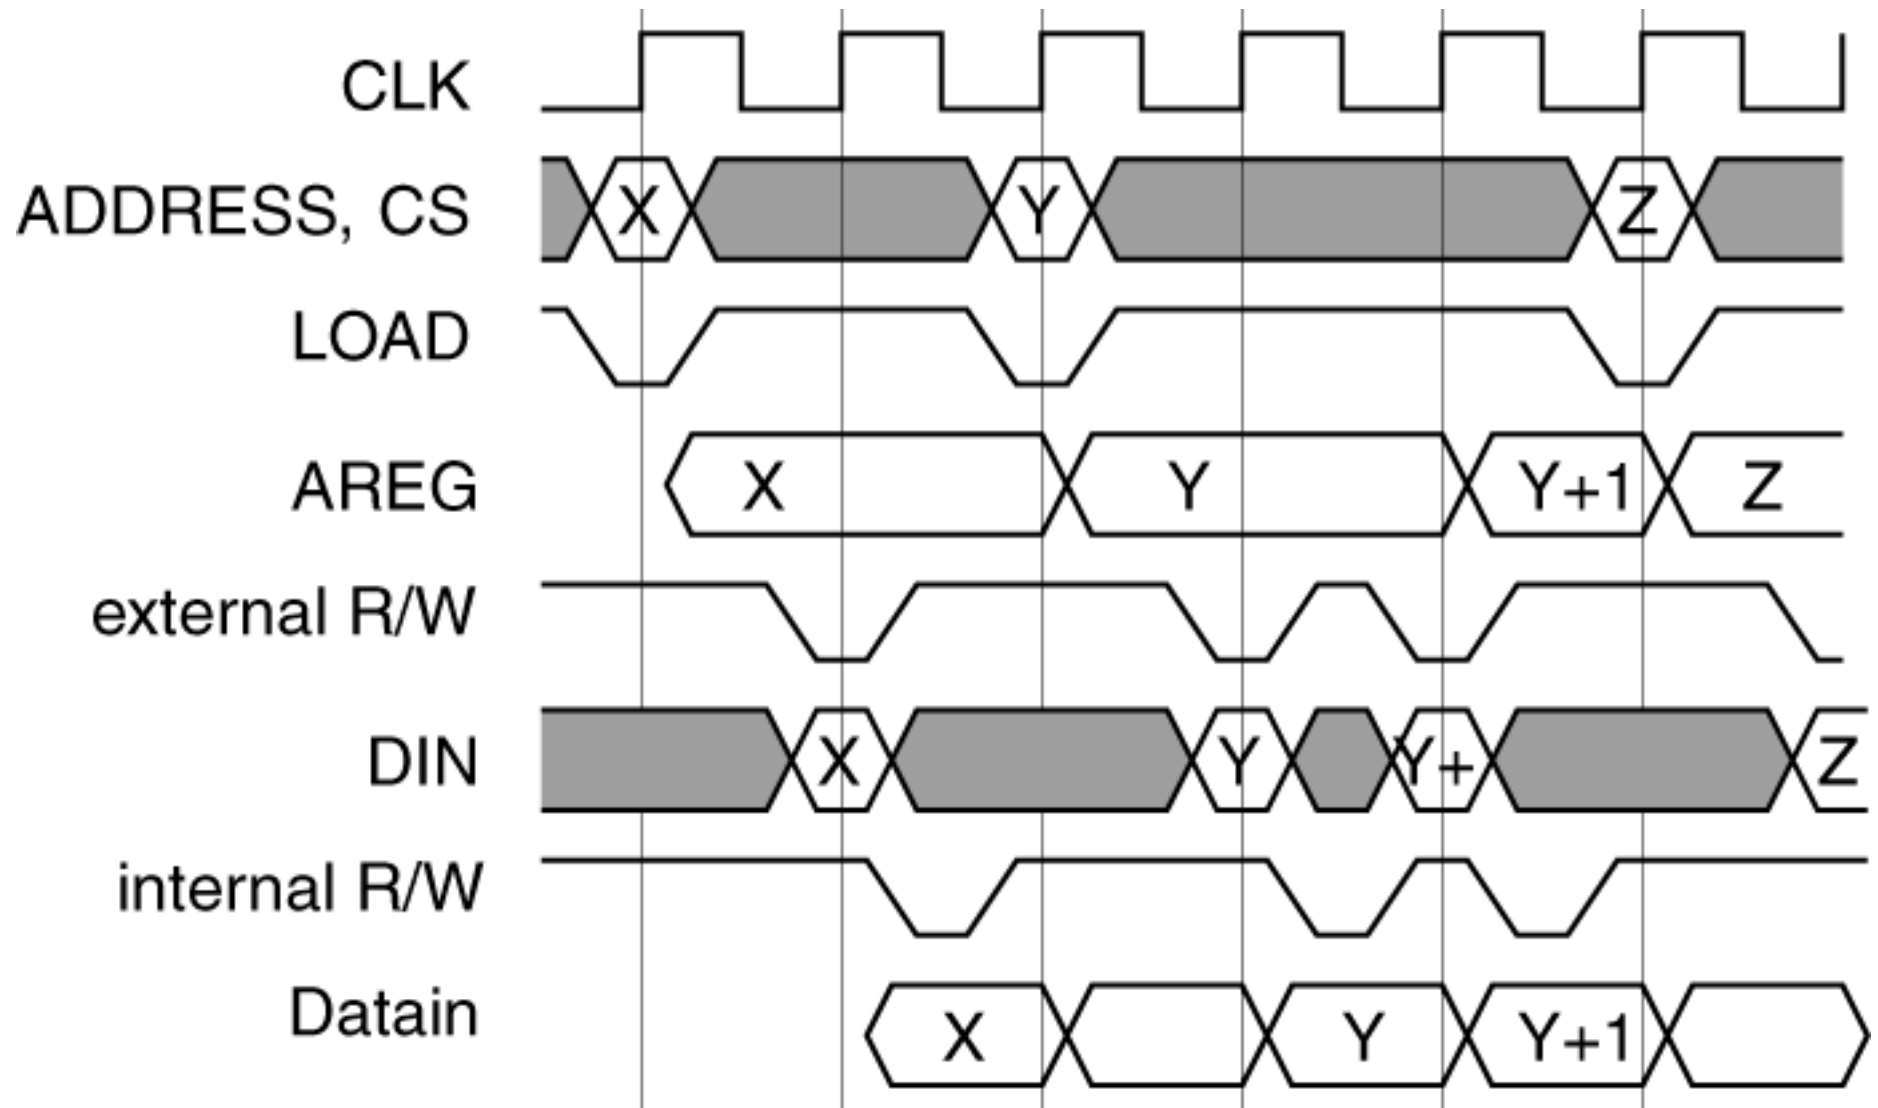 CLK
ADDRESS, CS X Y Z
LOAD
AREG X Y Y+1 Z
external R/W
DIN X Y Y+ Z
internal R/W
Datain X Y Y+1